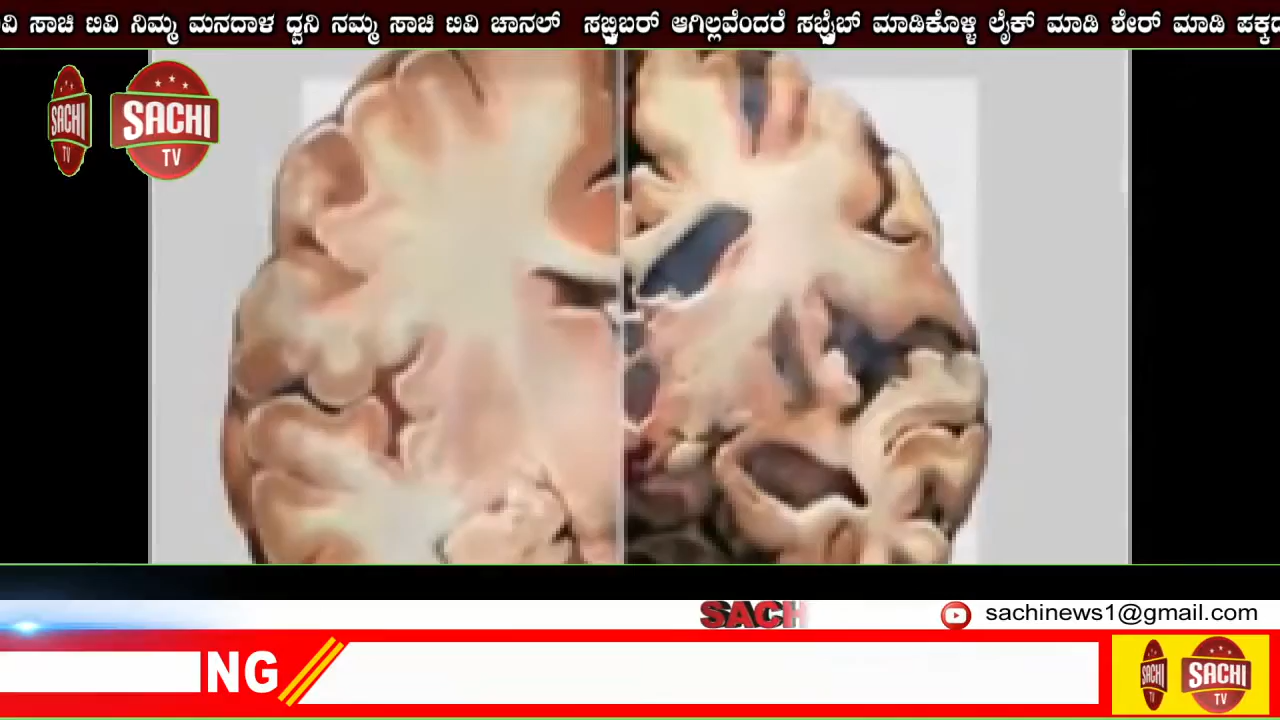 ಸಾಚಿ ಟಿವಿ ನಿಮ್ಮ ಮನದಾಳ ಧ್ವನಿ ನಮ್ಮ ಸಾಚಿ ಟಿವಿ ಚಾನಲ್ ಸಬ್ಸ್ಕ್ರಿಬರ್ ಆಗಿಲ್ಲವೆಂದರೆ ಸಬ್ಸ್ಕ್ರೈಬ್ ಮಾಡಿಕೊಳ್ಳಿ ಲೈಕ್ ಮಾಡಿ ಶೇರ್ ಮಾಡಿ
SACHI TV
SACHI TV
SACH
sachinews1@gmail.com
NG
SACHI TV
SACHI TV